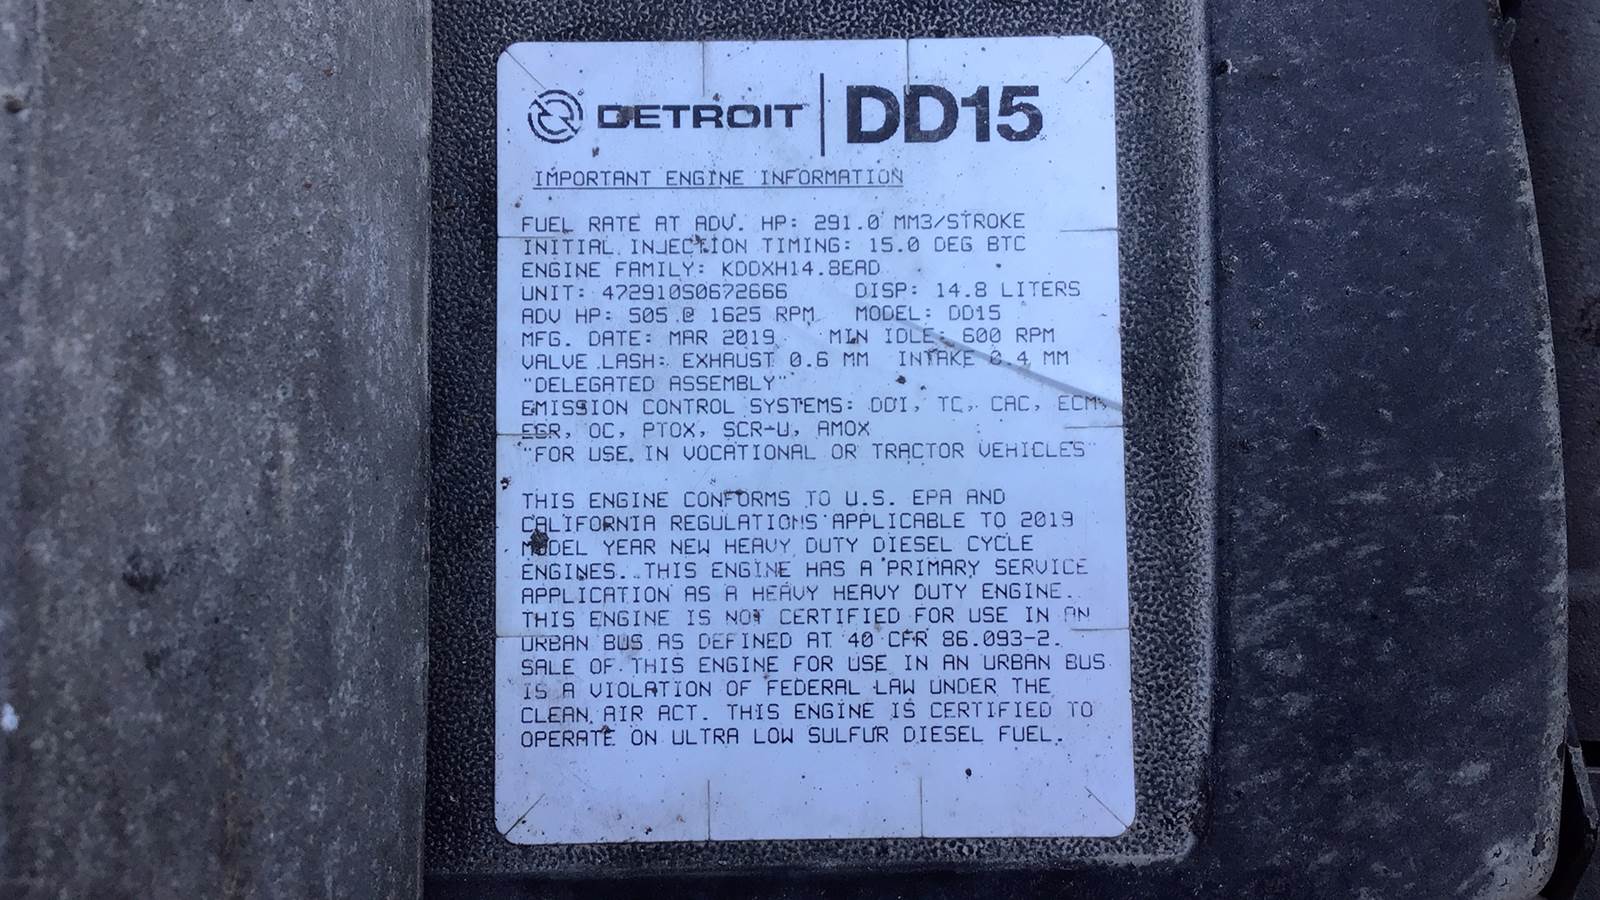 DETROIT DD15
IMPORTANT ENGINE INFORMATION
FUEL RATE AT ADV. HP: 291.0 MM3/STROKE
INITIAL INJECTION TIMING: 15.0 DEG BTC
ENGINE FAMILY: KDDXH14.8EAD
UNIT: 472910S0672666 DISP: 14.8 LITERS
ADV HP: 505 @ 1625 RPM MODEL: DD15
MFG. DATE: MAR 2019 MIN IDLE: 600 RPM
VALVE LASH: EXHAUST 0.6 MM INTAKE 0.4 MM
"DELEGATED ASSEMBLY"
EMISSION CONTROL SYSTEMS: DDI, TC, CAC, ECM,
EGR, OC, PTOX, SCR-U, AMOX
"FOR USE IN VOCATIONAL OR TRACTOR VEHICLES"
THIS ENGINE CONFORMS TO U.S. EPA AND
CALIFORNIA REGULATIONS APPLICABLE TO 2019
MODEL YEAR NEW HEAVY DUTY DIESEL CYCLE
ENGINES. THIS ENGINE HAS A PRIMARY SERVICE
APPLICATION AS A HEAVY HEAVY DUTY ENGINE.
THIS ENGINE IS NOT CERTIFIED FOR USE IN AN
URBAN BUS AS DEFINED AT 40 CFR 86.093-2.
SALE OF THIS ENGINE FOR USE IN AN URBAN BUS
IS A VIOLATION OF FEDERAL LAW UNDER THE
CLEAN AIR ACT. THIS ENGINE IS CERTIFIED TO
OPERATE ON ULTRA LOW SULFUR DIESEL FUEL.